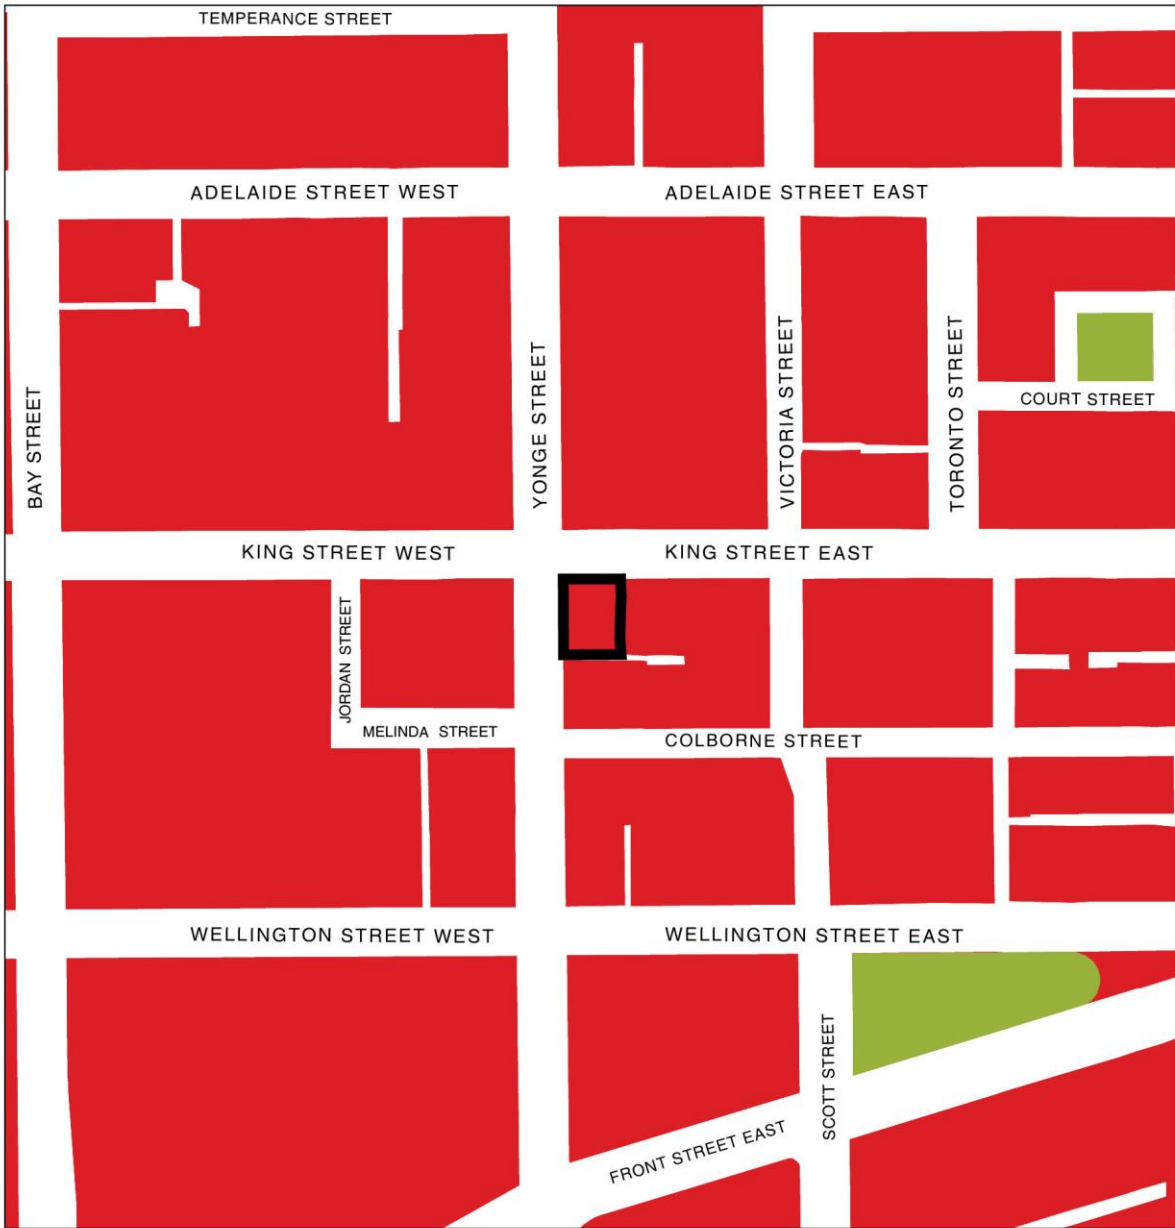 TEMPERANCE STREET
ADELAIDE STREET WEST
ADELAIDE STREET EAST
BAY STREET
YONGE STREET
VICTORIA STREET
TORONTO STREET
COURT STREET
KING STREET WEST
KING STREET EAST
JORDAN STREET
MELINDA STREET
COLBORNE STREET
WELLINGTON STREET WEST
WELLINGTON STREET EAST
SCOTT STREET
FRONT STREET EAST